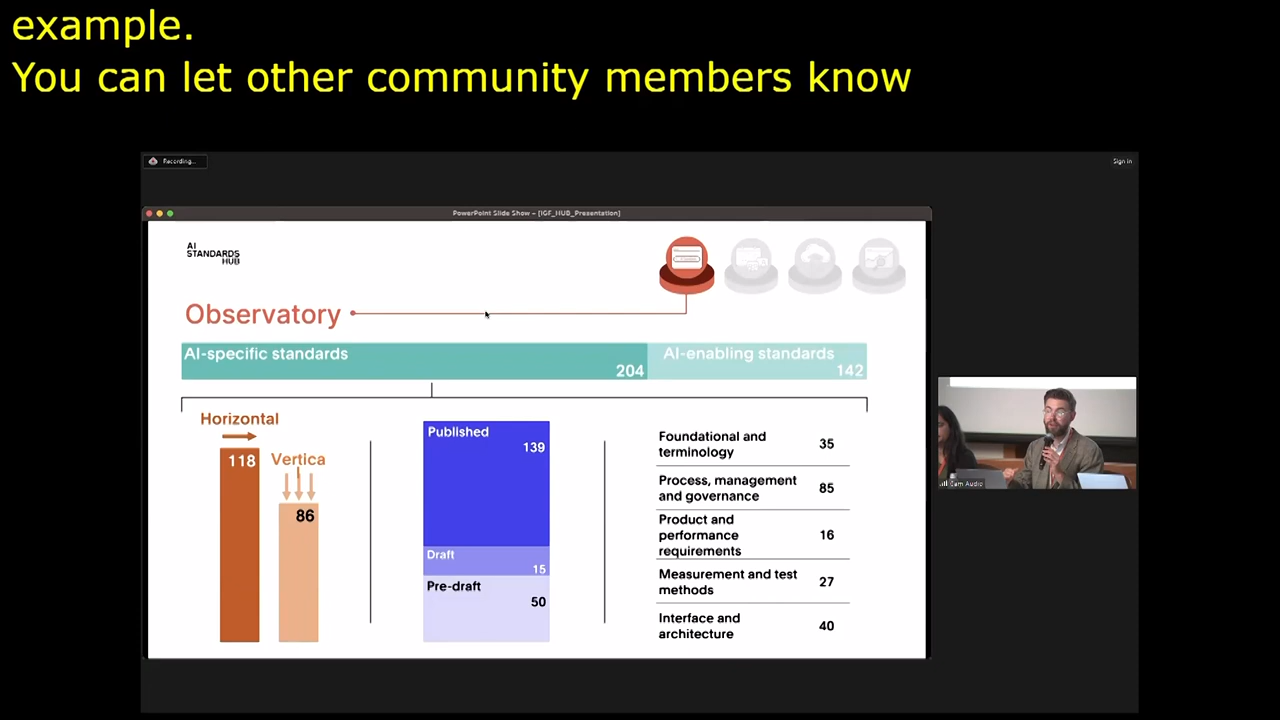 example.
You can let other community members know
Recording...
Sign in
PowerPoint Slide Show – [IGF_HUB_Presentation]
AI
STANDARDS
HUB
Observatory
AI-specific standards
204
AI-enabling standards
142
Horizontal
118
Vertica
86
Published
139
Draft
15
Pre-draft
50
Foundational and
terminology
35
Process, management
and governance
85
Product and
performance
requirements
16
Measurement and test
methods
27
Interface and
architecture
40
Cam Audio